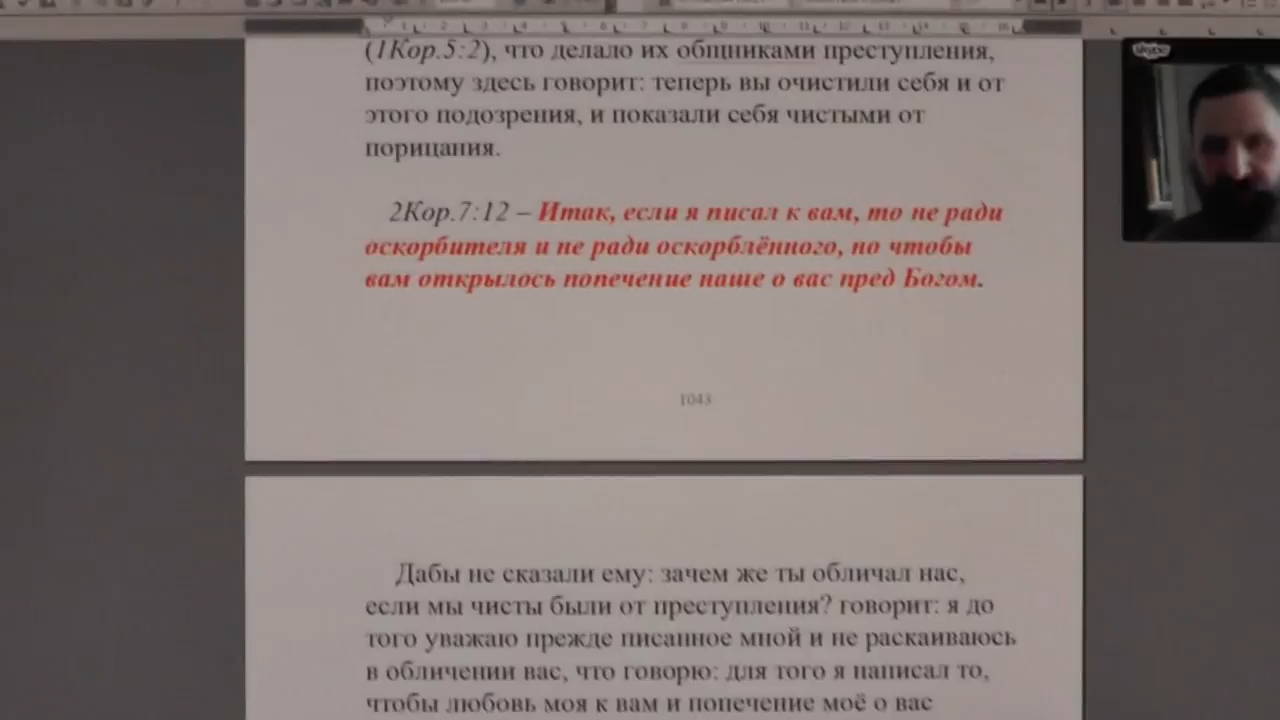 (1Кор.5:2), что делало их общниками преступления,
поэтому здесь говорит: теперь вы очистили себя и от
этого подозрения, и показали себя чистыми от
порицания.
2Кор.7:12 – Итак, если я писал к вам, то не ради
оскорбителя и не ради оскорблённого, но чтобы
вам открылось попечение наше о вас пред Богом.
1043
Дабы не сказали ему: зачем же ты обличал нас,
если мы чисты были от преступления? говорит: я до
того уважаю прежде писанное мной и не раскаиваюсь
в обличении вас, что говорю: для того я написал то,
чтобы любовь моя к вам и попечение моё о вас
skype